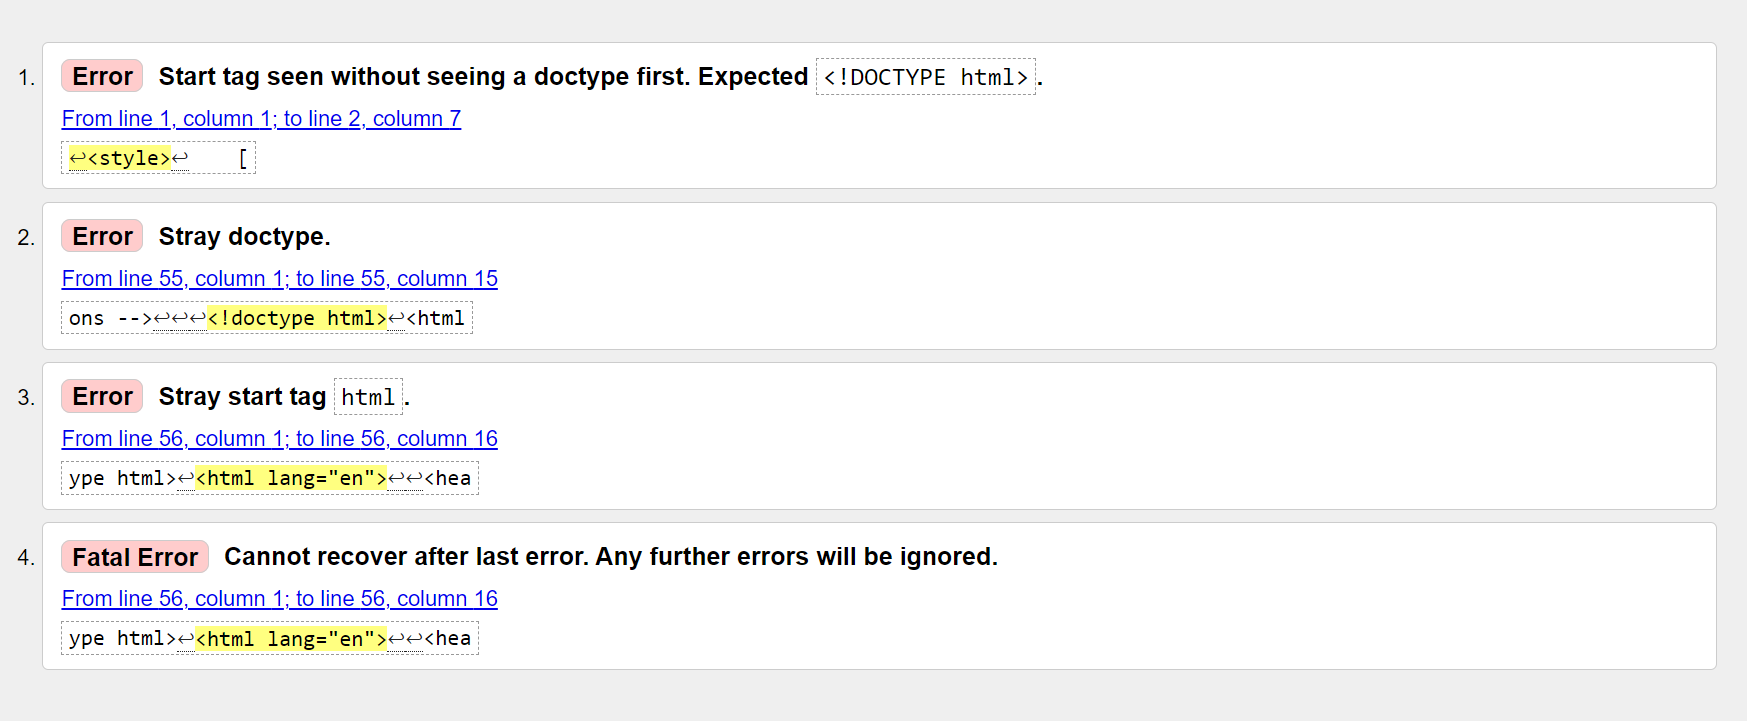 1. Error Start tag seen without seeing a doctype first. Expected <!DOCTYPE html>.
From line 1, column 1; to line 2, column 7
↩<style>↩    [
2. Error Stray doctype.
From line 55, column 1; to line 55, column 15
ons -->↩↩↩<!doctype html>↩<html
3. Error Stray start tag html.
From line 56, column 1; to line 56, column 16
ype html>↩<html lang="en">↩↩<hea
4. Fatal Error Cannot recover after last error. Any further errors will be ignored.
From line 56, column 1; to line 56, column 16
ype html>↩<html lang="en">↩↩<hea